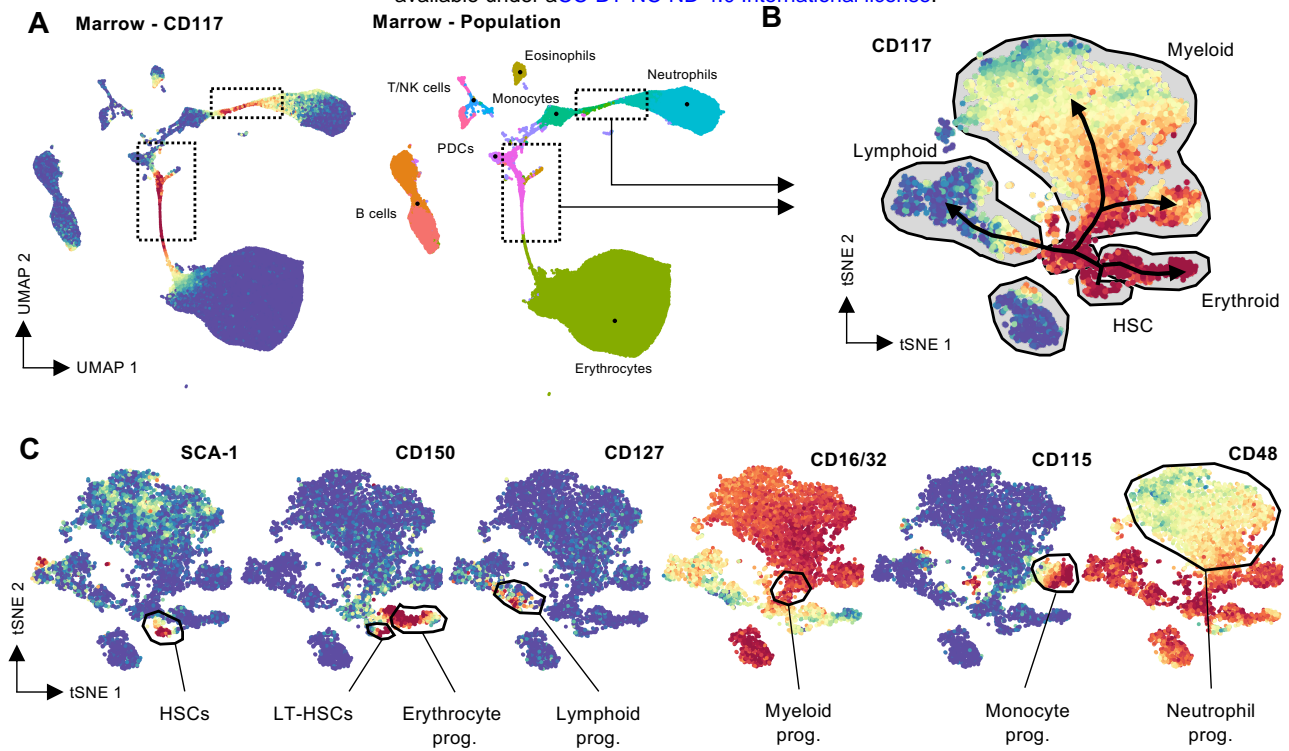 A
Marrow - CD117
Marrow - Population
UMAP 2
UMAP 1
T/NK cells
Eosinophils
Monocytes
Neutrophils
PDCs
B cells
Erythrocytes
B
CD117
Myeloid
Lymphoid
Erythroid
HSC
tSNE 2
tSNE 1
C
SCA-1
CD150
CD127
CD16/32
CD115
CD48
tSNE 2
tSNE 1
HSCs
LT-HSCs
Erythrocyte
prog.
Lymphoid
prog.
Myeloid
prog.
Monocyte
prog.
Neutrophil
prog.